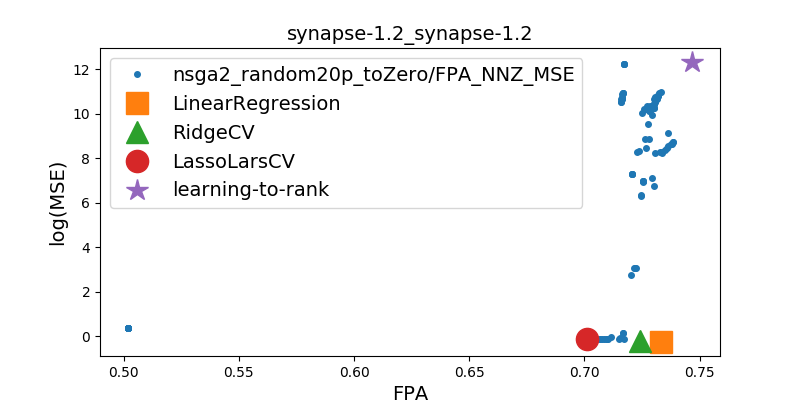 synapse-1.2_synapse-1.2
nsga2_random20p_toZero/FPA_NNZ_MSE
LinearRegression
RidgeCV
LassoLarsCV
learning-to-rank
log(MSE)
12
10
8
6
4
2
0
0.50 0.55 0.60 0.65 0.70 0.75
FPA